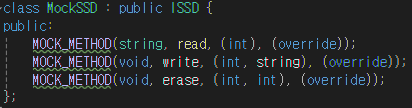 class MockSSD : public ISSD {
public:
MOCK_METHOD(string, read, (int), (override));
MOCK_METHOD(void, write, (int, string), (override));
MOCK_METHOD(void, erase, (int, int), (override));
};